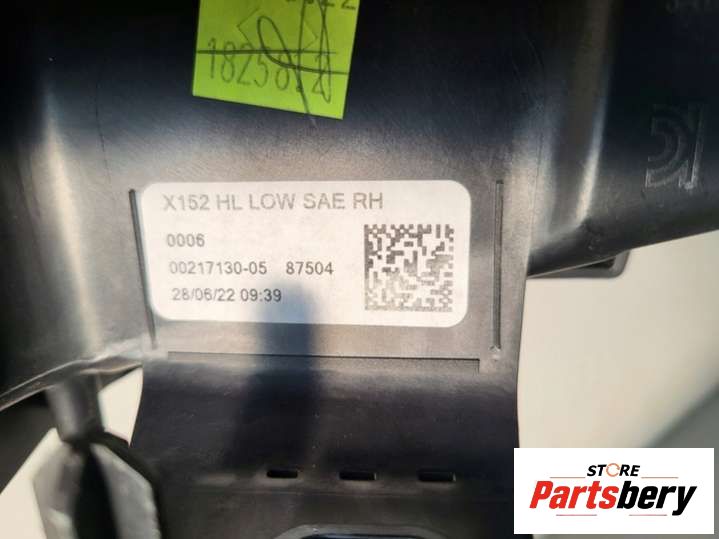 X152 HL LOW SAE RH
0006
00217130-05 87504
28/06/22 09:39
STORE
Partsbery